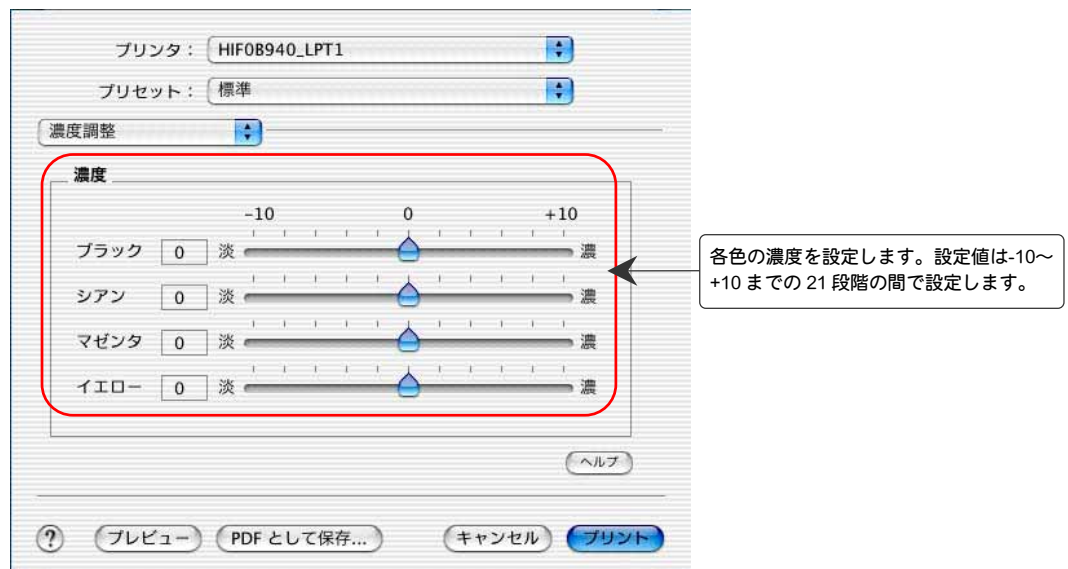 プリンタ： HIF0B940_LPT1
プリセット： 標準
濃度調整
濃度
-10 0 +10
ブラック 0 淡 濃
シアン 0 淡 濃
マゼンタ 0 淡 濃
イエロー 0 淡 濃
各色の濃度を設定します。設定値は-10～
+10 までの 21 段階の間で設定します。
ヘルプ
? プレビュー PDF として保存... キャンセル プリント